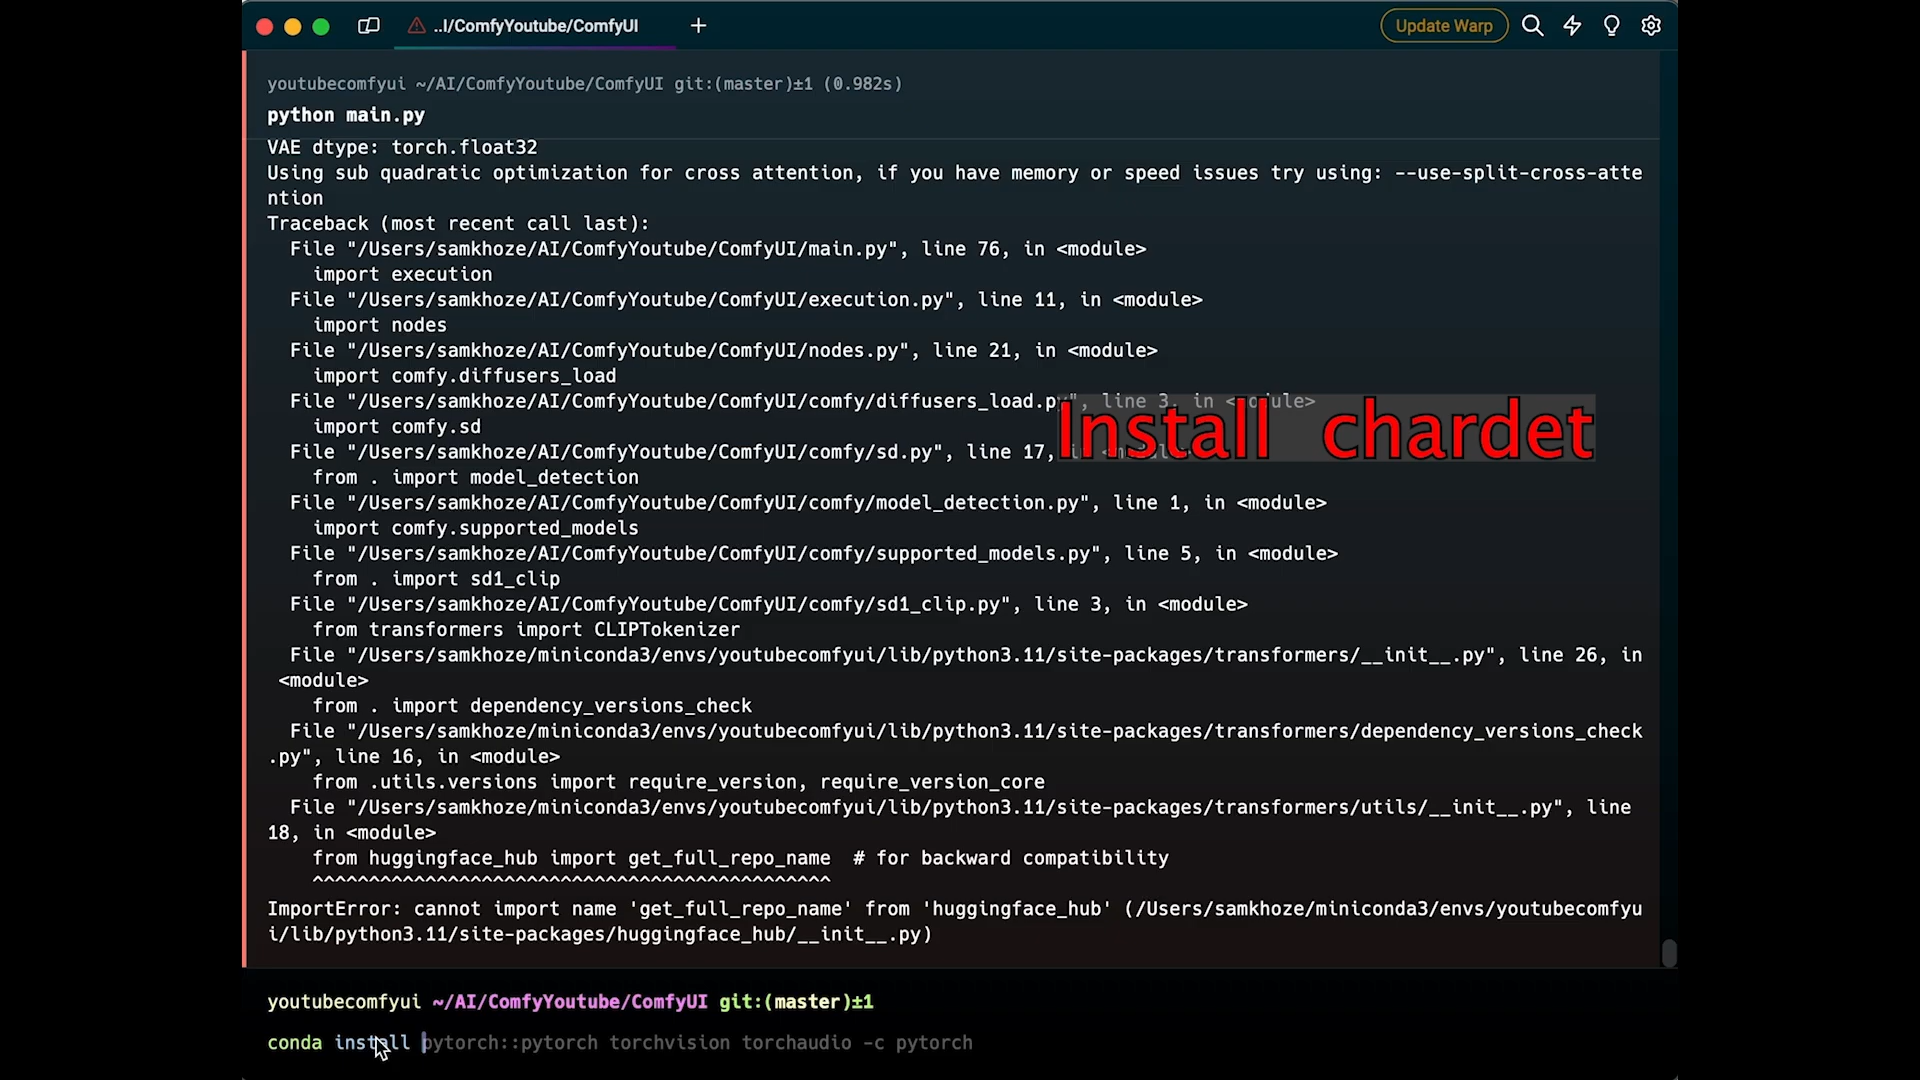 ..I/ComfyYoutube/ComfyUI
Update Warp
youtubecomfyui ~/AI/ComfyYoutube/ComfyUI git:(master)±1 (0.982s)
python main.py
VAE dtype: torch.float32
Using sub quadratic optimization for cross attention, if you have memory or speed issues try using: --use-split-cross-atte
ntion
Traceback (most recent call last):
File "/Users/samkhoze/AI/ComfyYoutube/ComfyUI/main.py", line 76, in <module>
import execution
File "/Users/samkhoze/AI/ComfyYoutube/ComfyUI/execution.py", line 11, in <module>
import nodes
File "/Users/samkhoze/AI/ComfyYoutube/ComfyUI/nodes.py", line 21, in <module>
import comfy.diffusers_load
File "/Users/samkhoze/AI/ComfyYoutube/ComfyUI/comfy/diffusers_load.py", line 3, in <module>
import comfy.sd
Install chardet
File "/Users/samkhoze/AI/ComfyYoutube/ComfyUI/comfy/sd.py", line 17,
from . import model_detection
File "/Users/samkhoze/AI/ComfyYoutube/ComfyUI/comfy/model_detection.py", line 1, in <module>
import comfy.supported_models
File "/Users/samkhoze/AI/ComfyYoutube/ComfyUI/comfy/supported_models.py", line 5, in <module>
from . import sd1_clip
File "/Users/samkhoze/AI/ComfyYoutube/ComfyUI/comfy/sd1_clip.py", line 3, in <module>
from transformers import CLIPTokenizer
File "/Users/samkhoze/miniconda3/envs/youtubecomfyui/lib/python3.11/site-packages/transformers/__init__.py", line 26, in
<module>
from . import dependency_versions_check
File "/Users/samkhoze/miniconda3/envs/youtubecomfyui/lib/python3.11/site-packages/transformers/dependency_versions_check
.py", line 16, in <module>
from .utils.versions import require_version, require_version_core
File "/Users/samkhoze/miniconda3/envs/youtubecomfyui/lib/python3.11/site-packages/transformers/utils/__init__.py", line
18, in <module>
from huggingface_hub import get_full_repo_name  # for backward compatibility
^^^^^^^^^^^^^^^^^^^^^^^^^^^^^^^^^^^^^^^^^^^^^^
ImportError: cannot import name 'get_full_repo_name' from 'huggingface_hub' (/Users/samkhoze/miniconda3/envs/youtubecomfyu
i/lib/python3.11/site-packages/huggingface_hub/__init__.py)
youtubecomfyui ~/AI/ComfyYoutube/ComfyUI git:(master)±1
conda install pytorch::pytorch torchvision torchaudio -c pytorch